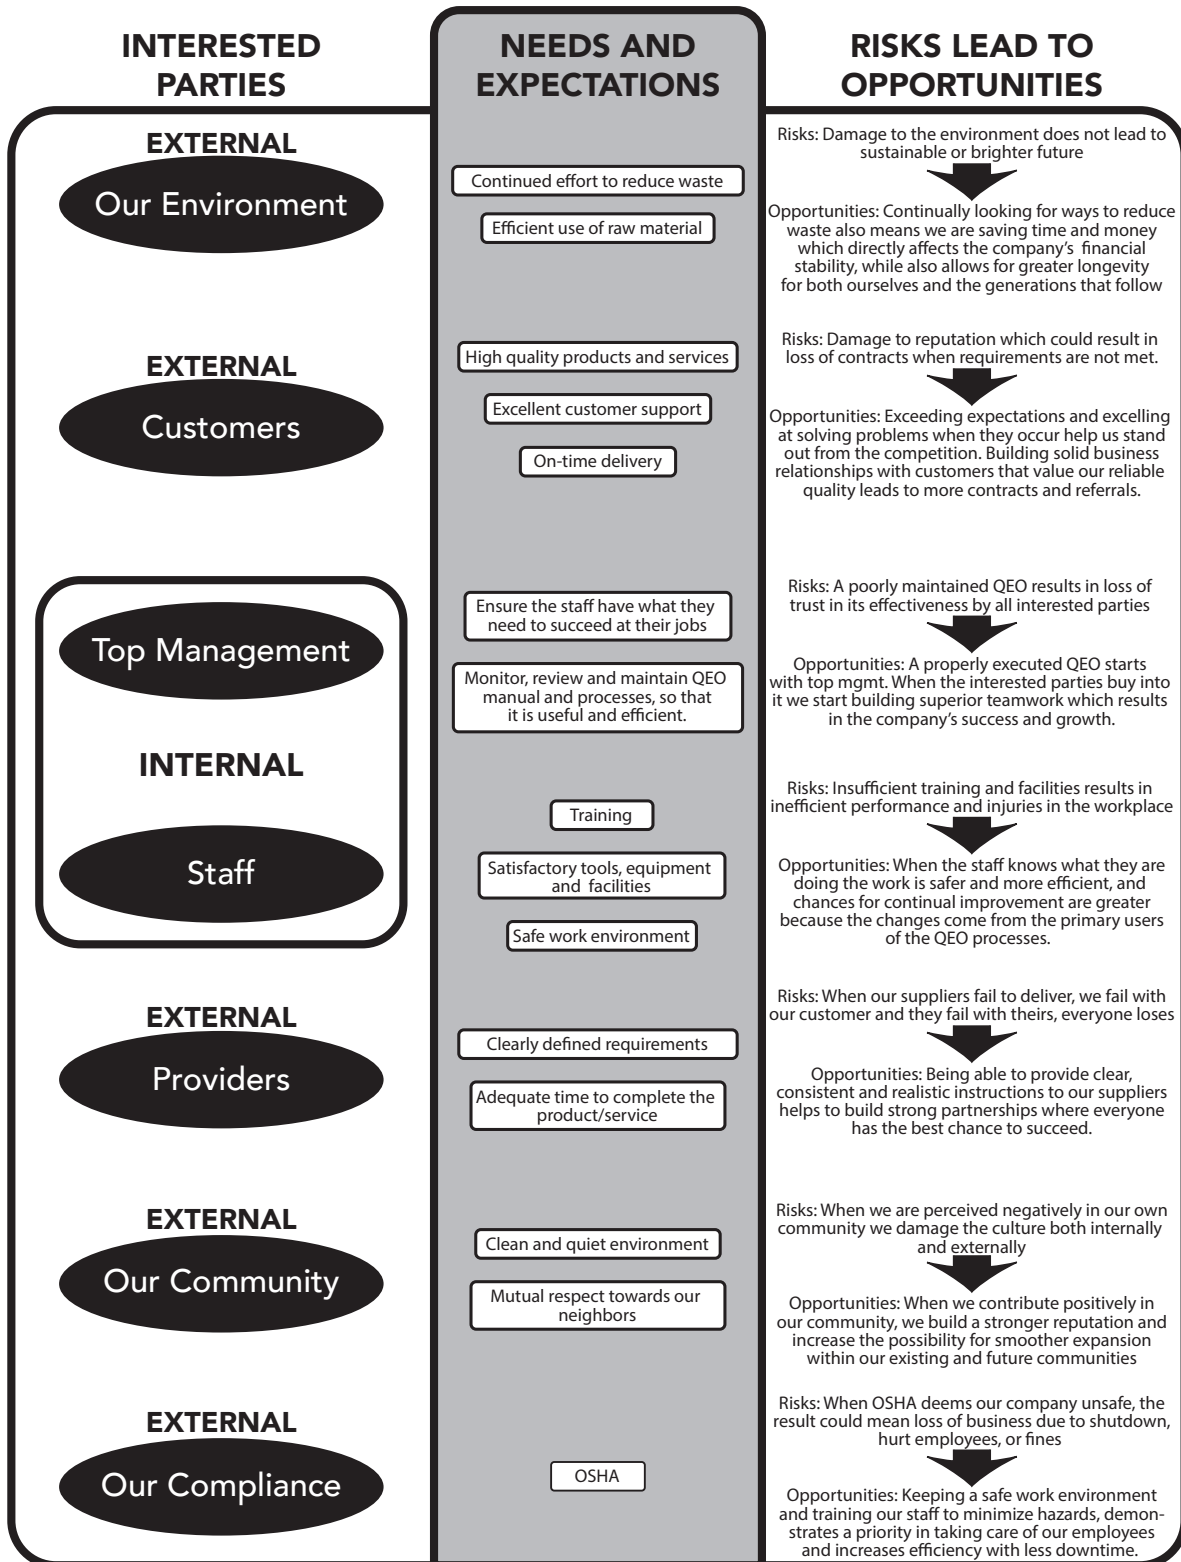 INTERESTED
PARTIES
NEEDS AND
EXPECTATIONS
RISKS LEAD TO
OPPORTUNITIES
EXTERNAL
Our Environment
Continued effort to reduce waste
Efficient use of raw material
Risks: Damage to the environment does not lead to
sustainable or brighter future
Opportunities: Continually looking for ways to reduce
waste also means we are saving time and money
which directly affects the company's financial
stability, while also allows for greater longevity
for both ourselves and the generations that follow
EXTERNAL
Customers
High quality products and services
Excellent customer support
On-time delivery
Risks: Damage to reputation which could result in
loss of contracts when requirements are not met.
Opportunities: Exceeding expectations and excelling
at solving problems when they occur help us stand
out from the competition. Building solid business
relationships with customers that value our reliable
quality leads to more contracts and referrals.
Top Management
Ensure the staff have what they
need to succeed at their jobs
Monitor, review and maintain QEO
manual and processes, so that
it is useful and efficient.
Risks: A poorly maintained QEO results in loss of
trust in its effectiveness by all interested parties
Opportunities: A properly executed QEO starts
with top mgmt. When the interested parties buy into
it we start building superior teamwork which results
in the company's success and growth.
INTERNAL
Staff
Training
Satisfactory tools, equipment
and facilities
Safe work environment
Risks: Insufficient training and facilities results in
inefficient performance and injuries in the workplace
Opportunities: When the staff knows what they are
doing the work is safer and more efficient, and
chances for continual improvement are greater
because the changes come from the primary users
of the QEO processes.
EXTERNAL
Providers
Clearly defined requirements
Adequate time to complete the
product/service
Risks: When our suppliers fail to deliver, we fail with
our customer and they fail with theirs, everyone loses
Opportunities: Being able to provide clear,
consistent and realistic instructions to our suppliers
helps to build strong partnerships where everyone
has the best chance to succeed.
EXTERNAL
Our Community
Clean and quiet environment
Mutual respect towards our
neighbors
Risks: When we are perceived negatively in our own
community we damage the culture both internally
and externally
Opportunities: When we contribute positively in
our community, we build a stronger reputation and
increase the possibility for smoother expansion
within our existing and future communities
EXTERNAL
Our Compliance
OSHA
Risks: When OSHA deems our company unsafe, the
result could mean loss of business due to shutdown,
hurt employees, or fines
Opportunities: Keeping a safe work environment
and training our staff to minimize hazards, demon-
strates a priority in taking care of our employees
and increases efficiency with less downtime.